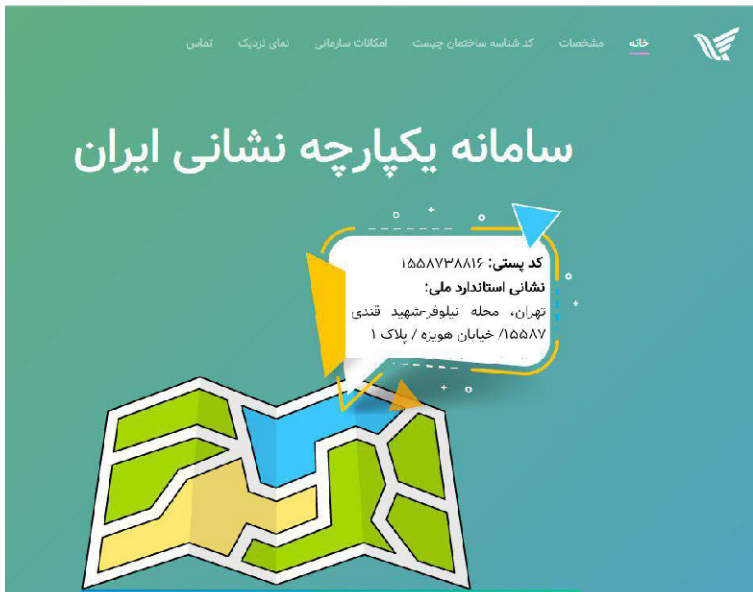 خانه
مشخصات
کد شناسه ساختمان چیست
امکانات سازمانی
نمای نزدیک
تماس
سامانه یکپارچه نشانی ایران
کد پستی: ۱۵۵۸۷۳۸۸۱۶
نشانی استاندارد ملی:
تهران، محله نیلوفر-شهید قندی
۱۵۵۸۷/ خیابان هویزه / پلاک ۱